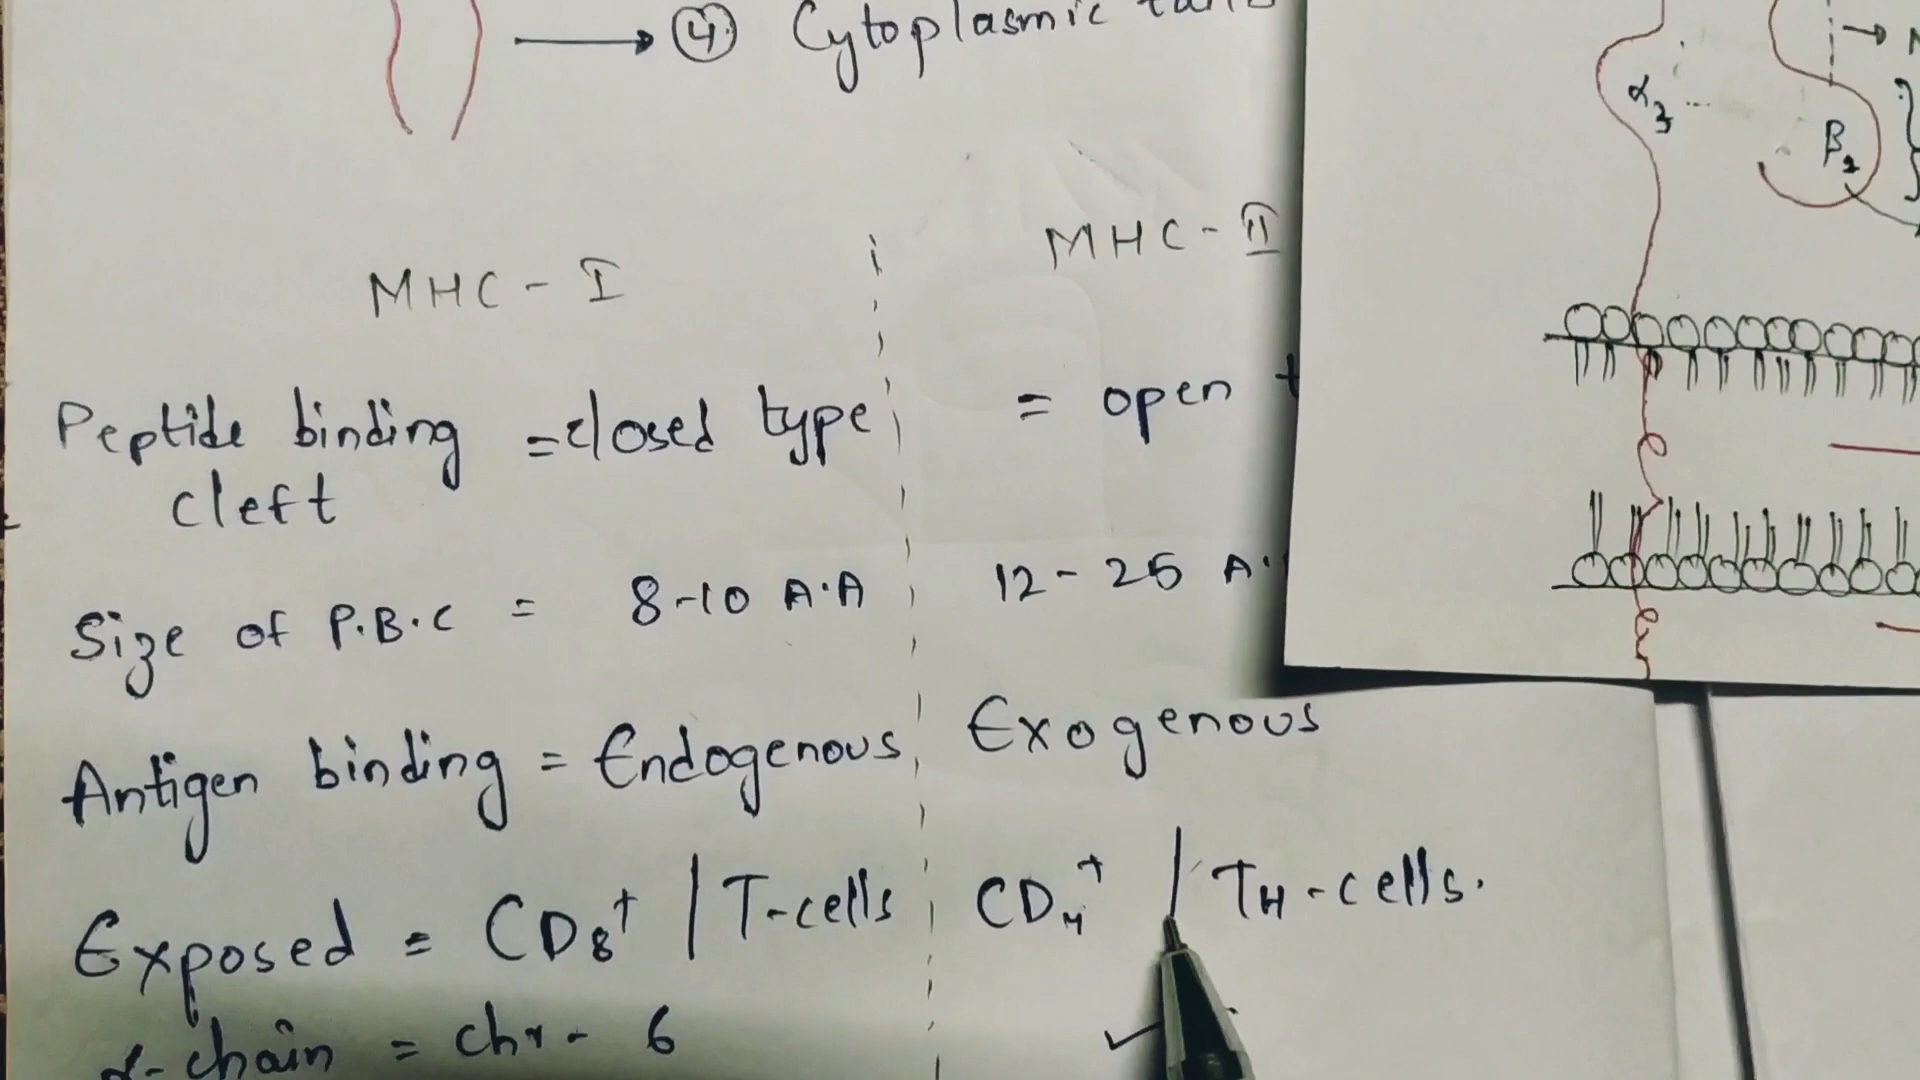 ④ Cytoplasmic
MHC-I MHC-II
Peptide binding = closed type = open
cleft
Size of P.B.C = 8-10 A.A 12-25 A.
Antigen binding = Endogenous Exogenous
Exposed = CD8+ / T-cells CD4+ / TH-cells.
α-chain = chr- 6 ✓
α3
β2